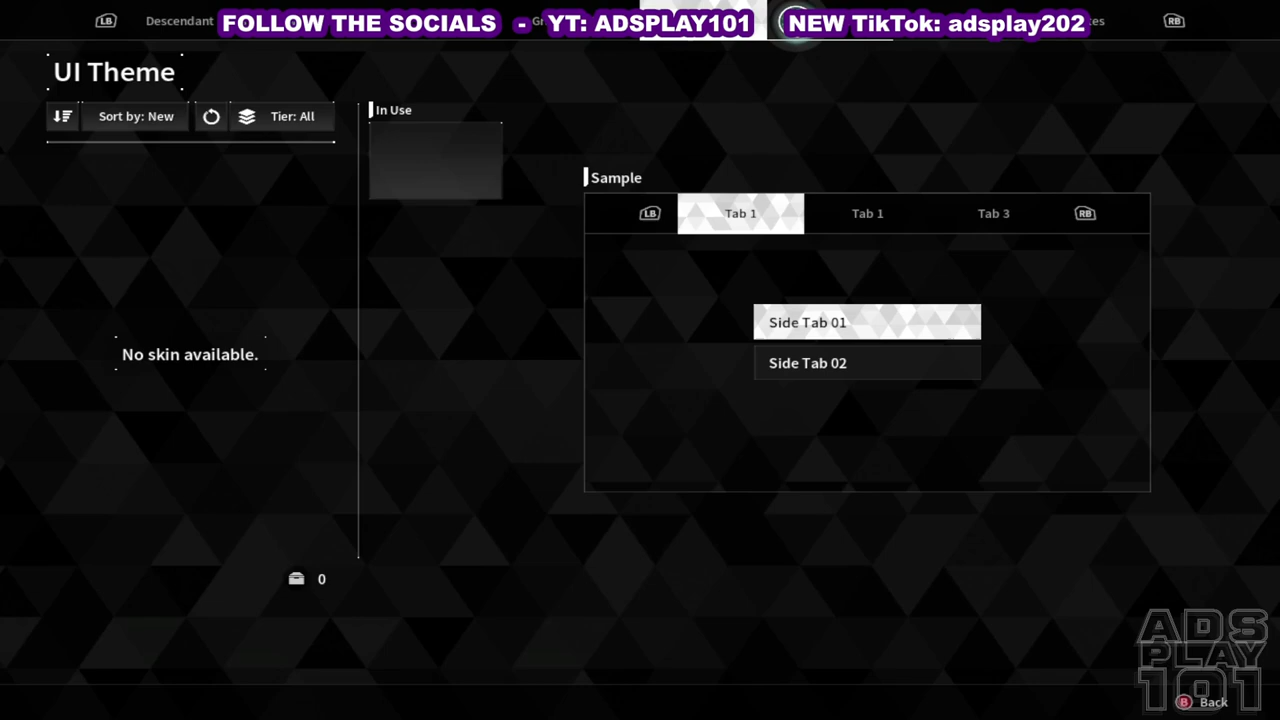 LB Descendant FOLLOW THE SOCIALS - YT: ADSPLAY101 NEW TikTok: adsplay202 RB
UI Theme
Sort by: New Tier: All
In Use
Sample
LB Tab 1 Tab 1 Tab 3 RB
Side Tab 01
No skin available.
Side Tab 02
0
ADS
PLAY
101
B Back